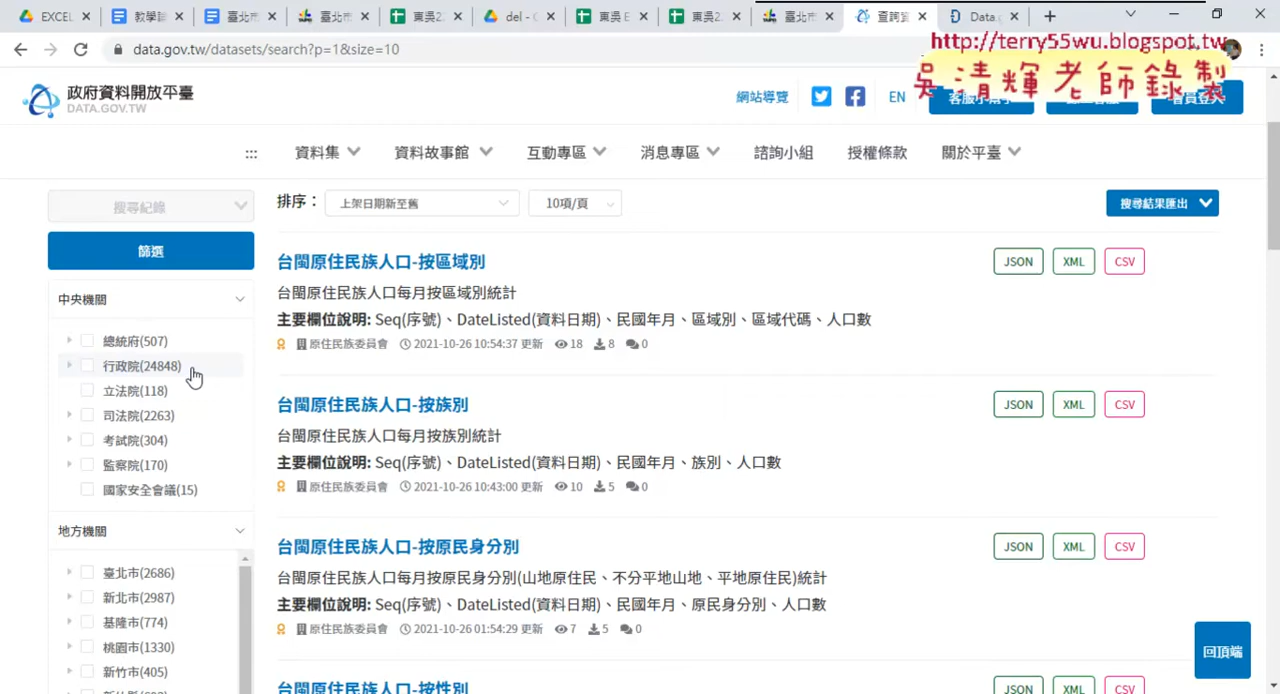 EXCEL
教學論
臺北市
臺北市
東吳2
del - G
東吳 E
東吳2
臺北市
查詢資
Data.g
data.gov.tw/datasets/search?p=1&size=10
http://terry55wu.blogspot.tw
吳清輝老師錄製
政府資料開放平臺
DATA.GOV.TW
網站導覽
EN
會員登入
資料集
資料故事館
互動專區
消息專區
諮詢小組
授權條款
關於平臺
搜尋紀錄
排序：
上架日期新至舊
10項/頁
搜尋結果匯出
篩選
中央機關
總統府(507)
行政院(24848)
立法院(118)
司法院(2263)
考試院(304)
監察院(170)
國家安全會議(15)
地方機關
臺北市(2686)
新北市(2987)
基隆市(774)
桃園市(1330)
新竹市(405)
台閩原住民族人口-按區域別
JSON XML CSV
台閩原住民族人口每月按區域別統計
主要欄位說明: Seq(序號)、DateListed(資料日期)、民國年月、區域別、區域代碼、人口數
原住民族委員會 2021-10-26 10:54:37 更新 18 8 0
台閩原住民族人口-按族別
JSON XML CSV
台閩原住民族人口每月按族別統計
主要欄位說明: Seq(序號)、DateListed(資料日期)、民國年月、族別、人口數
原住民族委員會 2021-10-26 10:43:00 更新 10 5 0
台閩原住民族人口-按原民身分別
JSON XML CSV
台閩原住民族人口每月按原民身分別(山地原住民、不分平地山地、平地原住民)統計
主要欄位說明: Seq(序號)、DateListed(資料日期)、民國年月、原民身分別、人口數
原住民族委員會 2021-10-26 01:54:29 更新 7 5 0
台閩原住民族人口-按性別
JSON XML CSV
回頂端